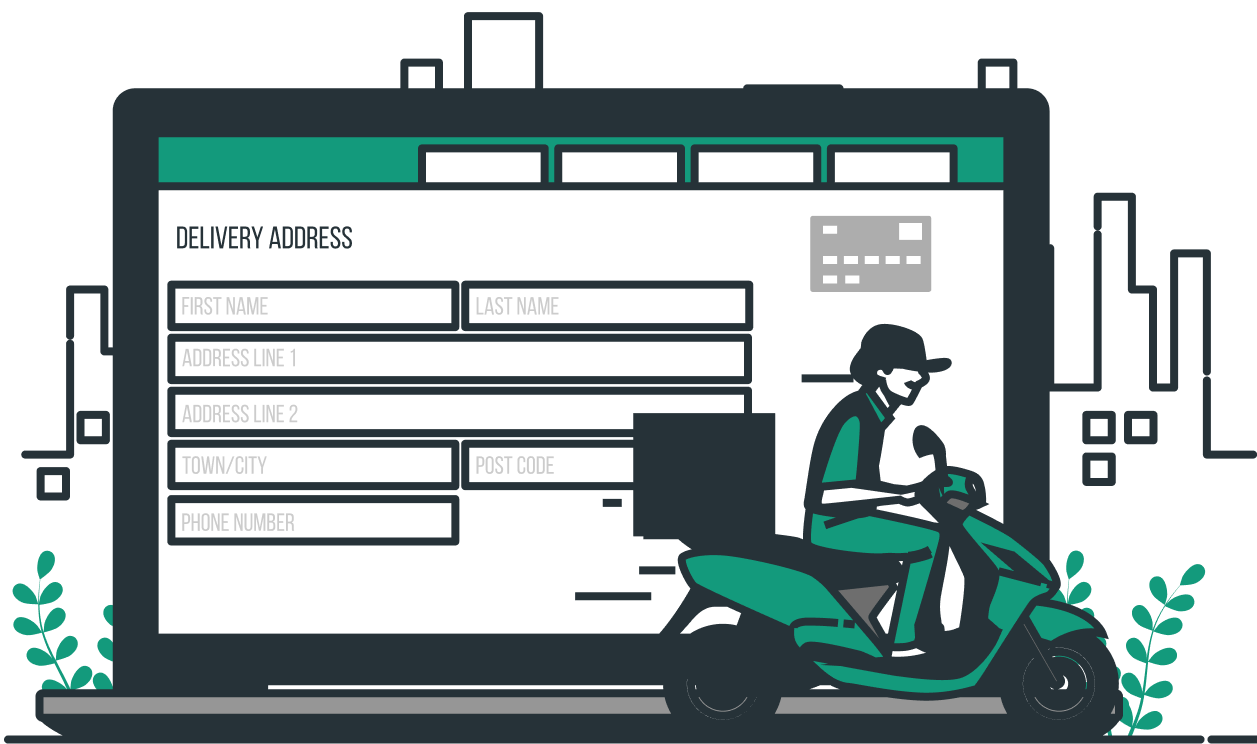 DELIVERY ADDRESS
FIRST NAME LAST NAME
ADDRESS LINE 1
ADDRESS LINE 2
TOWN/CITY POST CODE
PHONE NUMBER